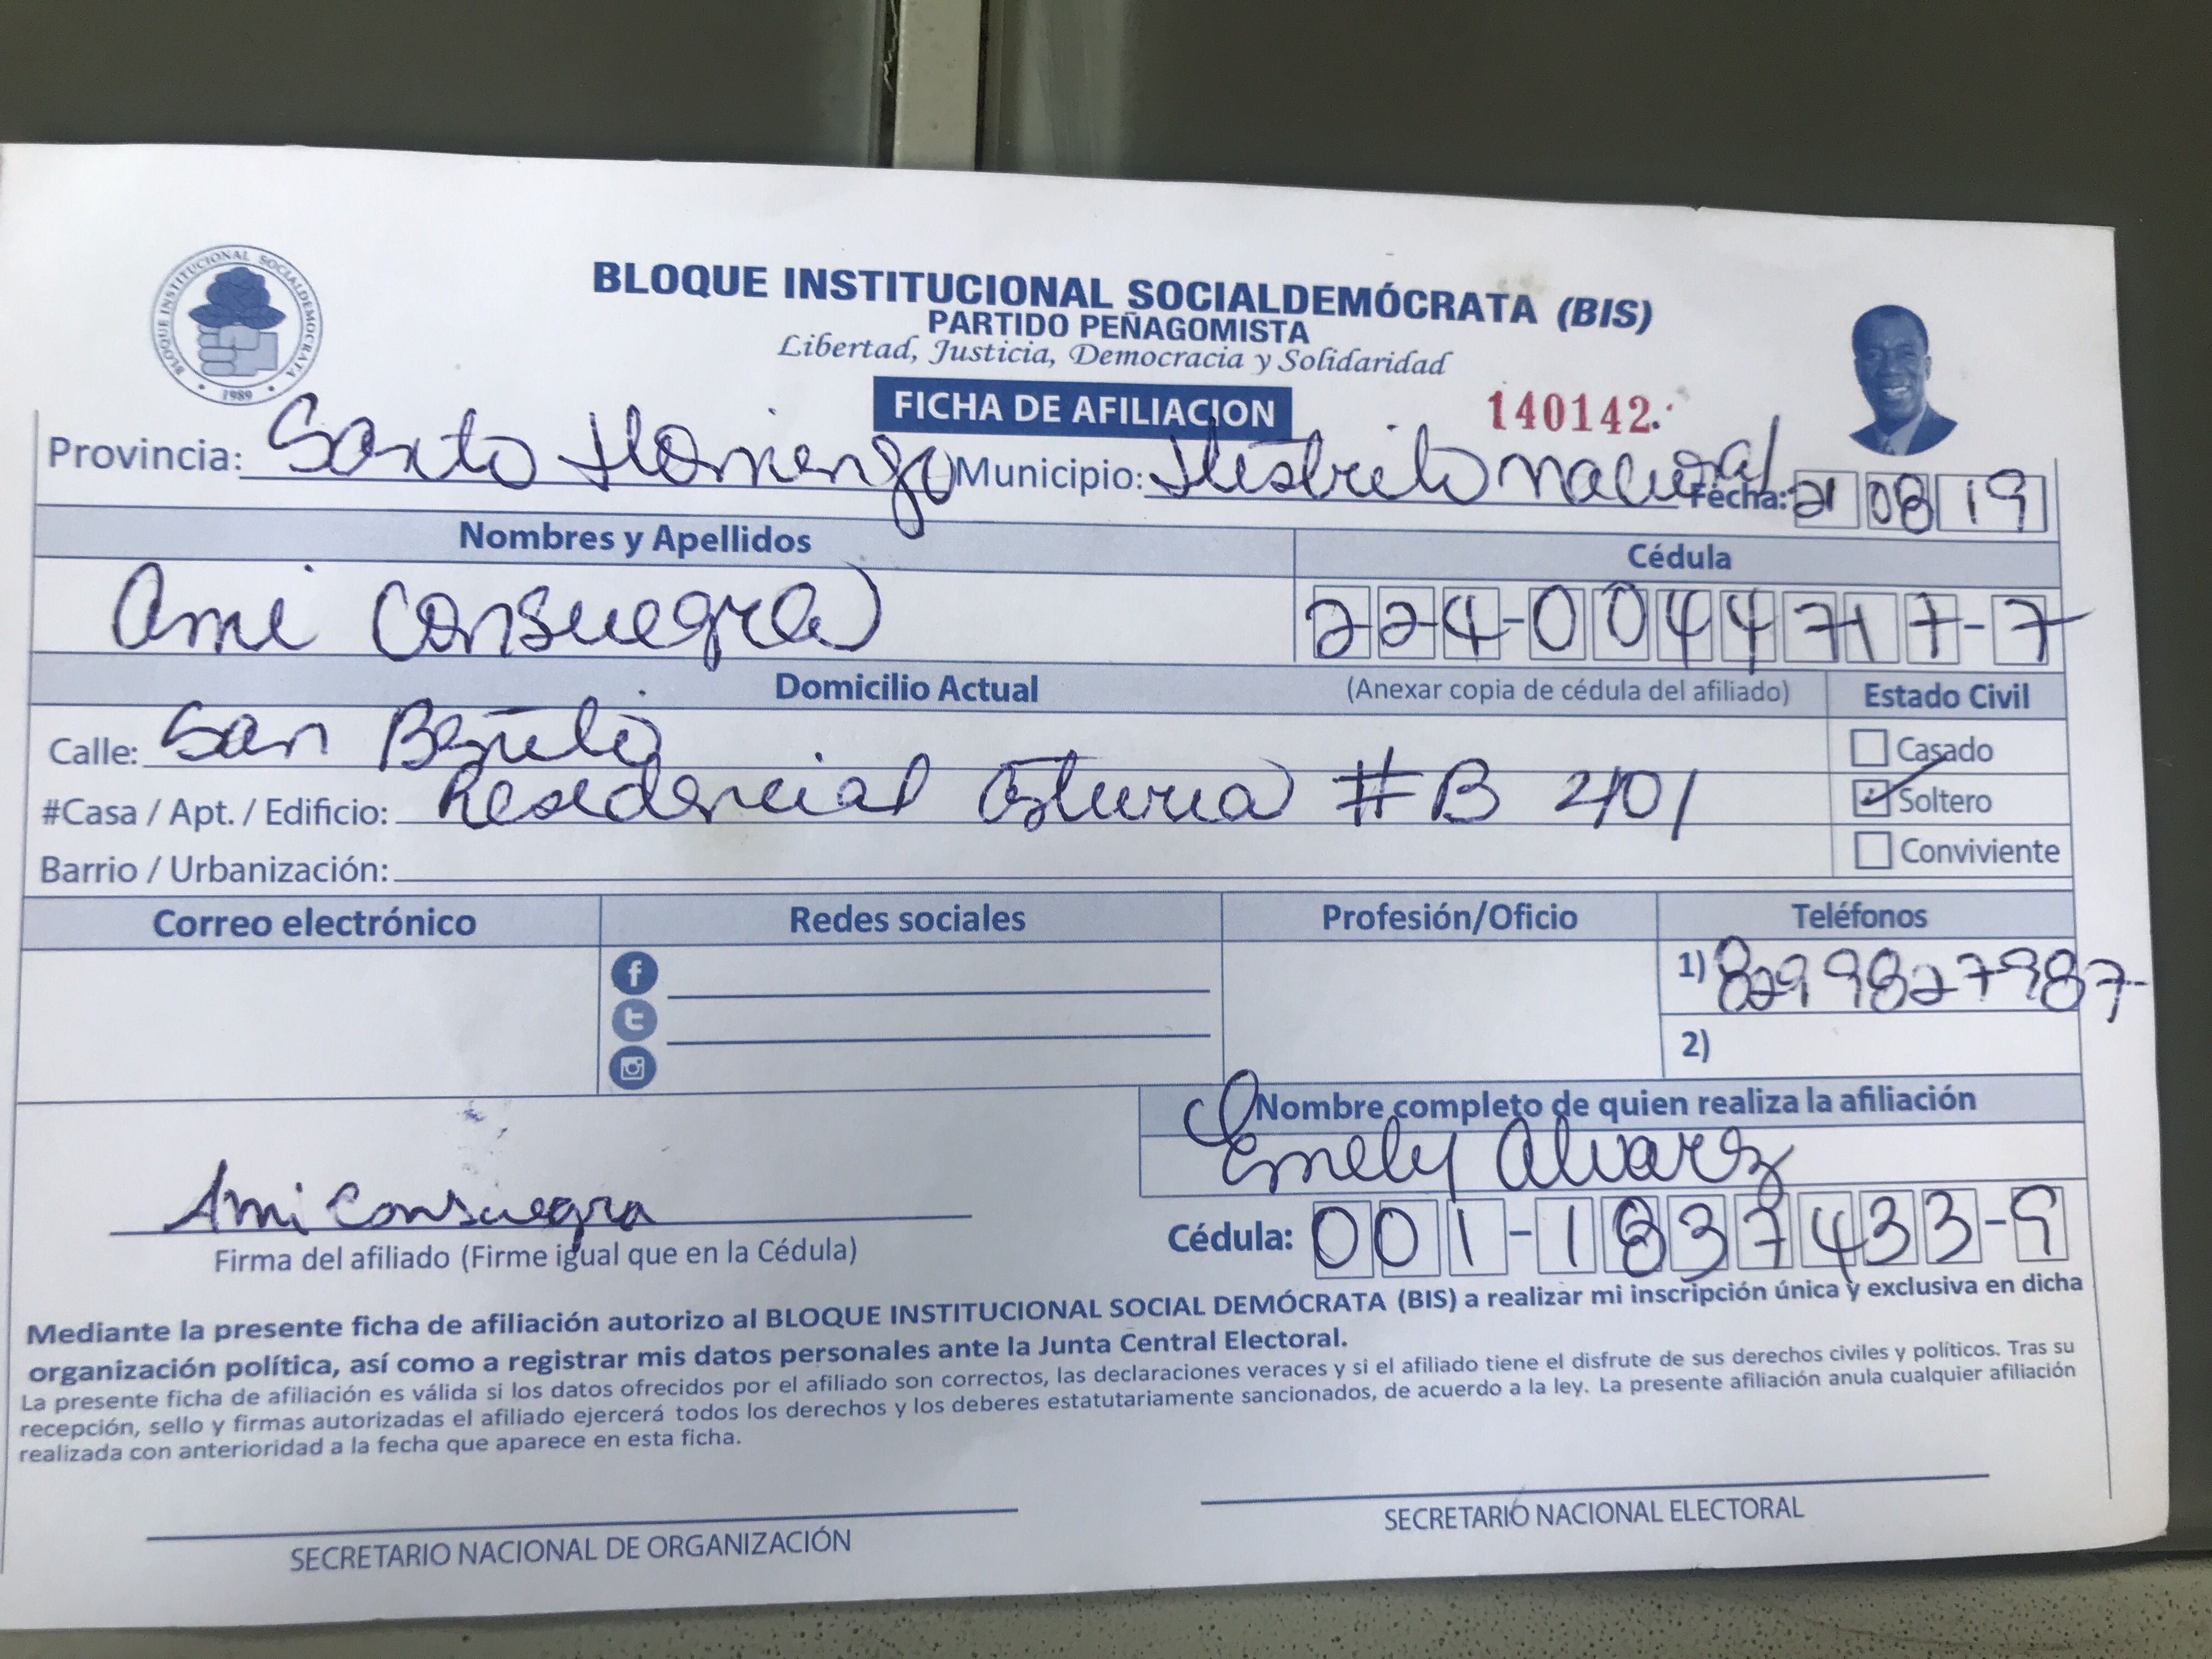 BLOQUE INSTITUCIONAL SOCIALDEMÓCRATA
1989
BLOQUE INSTITUCIONAL SOCIALDEMÓCRATA (BIS)
PARTIDO PEÑAGOMISTA
Libertad, Justicia, Democracia y Solidaridad
FICHA DE AFILIACION
140142.
Provincia: Santo Domingo Municipio: Distrito Nacional Fecha: 21 08 19
Nombres y Apellidos Cédula
Ami Consuegra 224-0044717-7
Domicilio Actual (Anexar copia de cédula del afiliado) Estado Civil
Calle: San Benito Casado
#Casa / Apt. / Edificio: Residencial Asturia #B 401 Soltero
Barrio / Urbanización: Conviviente
Correo electrónico Redes sociales Profesión/Oficio Teléfonos
1) 8299827987
2)
Nombre completo de quien realiza la afiliación
Emely Alvarez
Ami Consuegra
Cédula: 001-1837433-9
Firma del afiliado (Firme igual que en la Cédula)
Mediante la presente ficha de afiliación autorizo al BLOQUE INSTITUCIONAL SOCIAL DEMÓCRATA (BIS) a realizar mi inscripción única y exclusiva en dicha
organización política, así como a registrar mis datos personales ante la Junta Central Electoral.
La presente ficha de afiliación es válida si los datos ofrecidos por el afiliado son correctos, las declaraciones veraces y si el afiliado tiene el disfrute de sus derechos civiles y políticos. Tras su
recepción, sello y firmas autorizadas el afiliado ejercerá todos los derechos y los deberes estatutariamente sancionados, de acuerdo a la ley. La presente afiliación anula cualquier afiliación
realizada con anterioridad a la fecha que aparece en esta ficha.
SECRETARIO NACIONAL DE ORGANIZACIÓN
SECRETARIO NACIONAL ELECTORAL